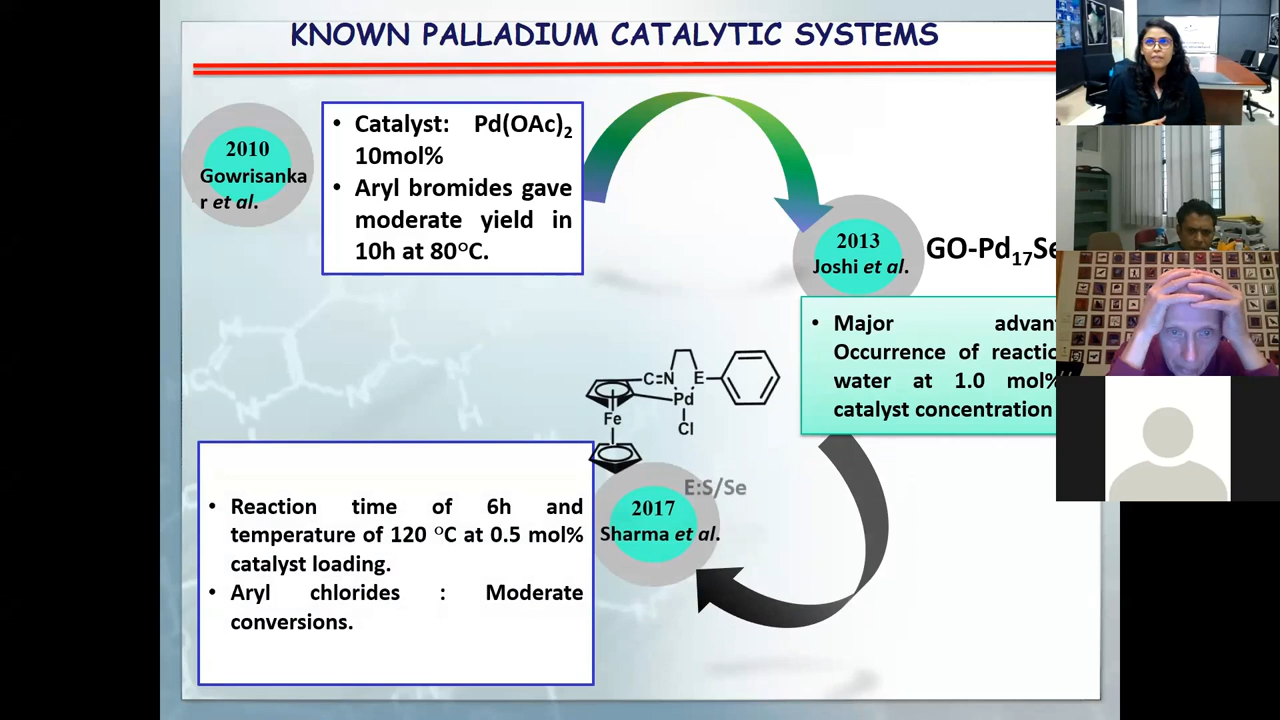 KNOWN PALLADIUM CATALYTIC SYSTEMS
2010
Gowrisanka
r et al.
• Catalyst: Pd(OAc)₂
10mol%
• Aryl bromides gave
moderate yield in
10h at 80°C.
2013
Joshi et al.
GO-Pd₁₇Se
• Major advan
Occurrence of reactio
water at 1.0 mol%
catalyst concentration
C=N
E
Pd
Fe
Cl
E:S/Se
2017
Sharma et al.
• Reaction time of 6h and
temperature of 120 °C at 0.5 mol%
catalyst loading.
• Aryl chlorides : Moderate
conversions.